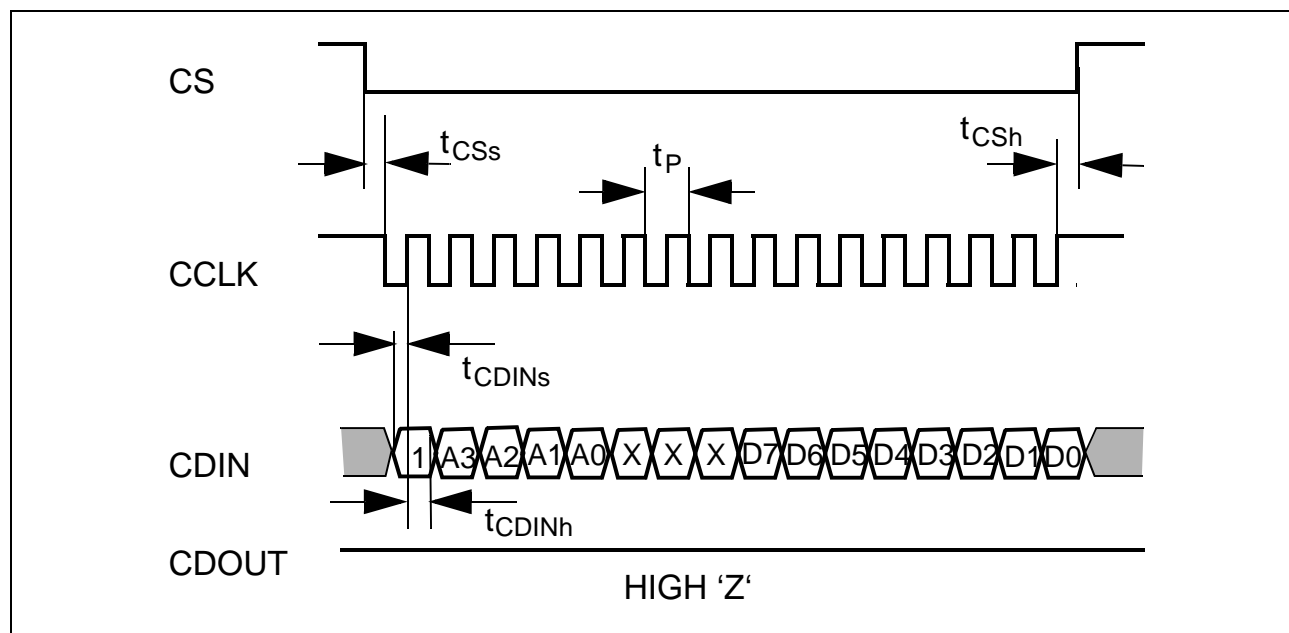 CS
tCSs
tP
tCSh
CCLK
tCDINs
CDIN
1 A3 A2 A1 A0 X X X D7 D6 D5 D4 D3 D2 D1 D0
tCDINh
CDOUT
HIGH ‘Z‘